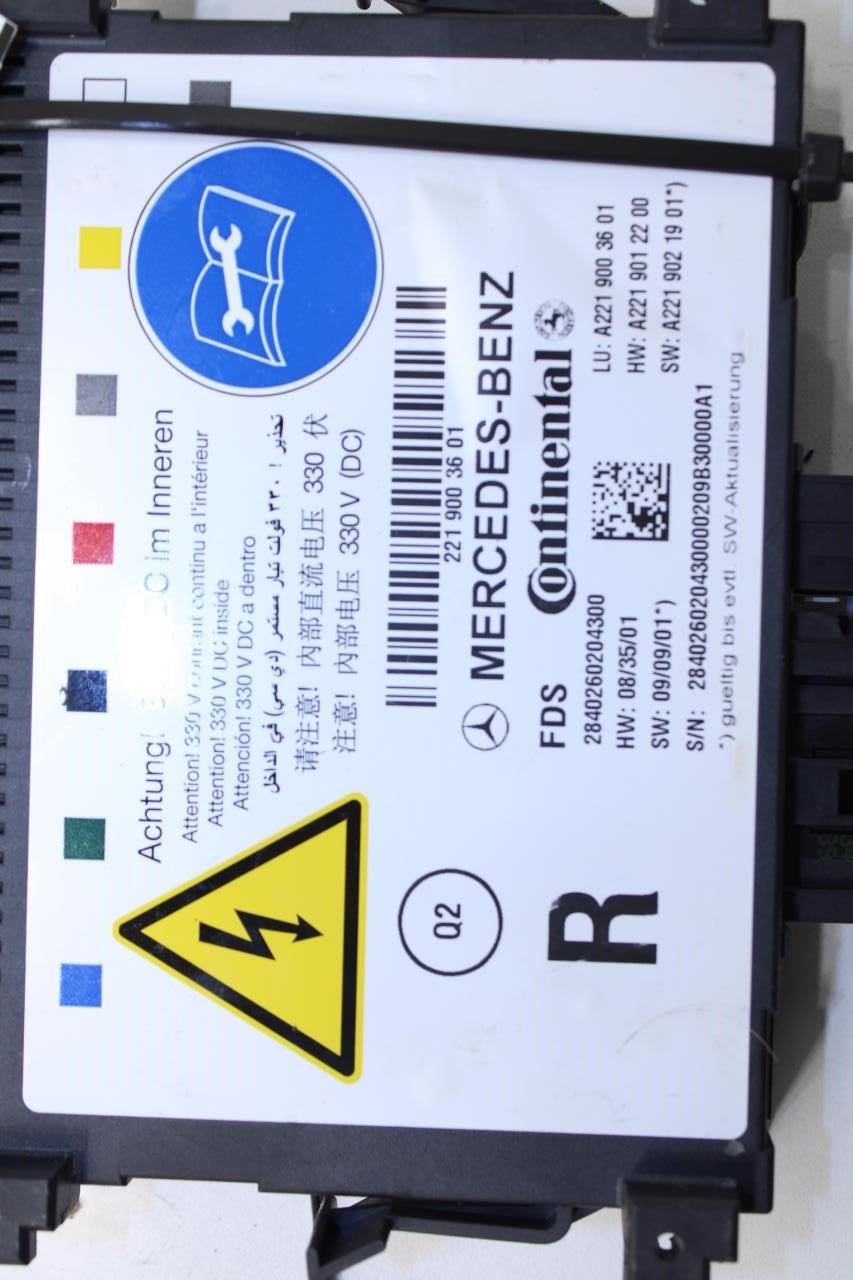 Achtung! DC im Inneren
Attention! 330 V courant continu a l'intérieur
Attention! 330 V DC inside
Atención! 330 V DC a dentro
تحذير ! ٣٣٠ فولت تيار مستمر (دي سي) في الداخل
请注意! 内部直流电压 330 伏
注意! 内部电压 330 V (DC)
221 900 36 01
MERCEDES-BENZ
FDS
Continental
2840260204300
HW: 08/35/01
SW: 09/09/01*)
S/N: 28402602043000020​9B30000A1
*) gueltig bis evtl. SW-Aktualisierung
LU: A221 900 36 01
HW: A221 901 22 00
SW: A221 902 19 01*)
Q2
R